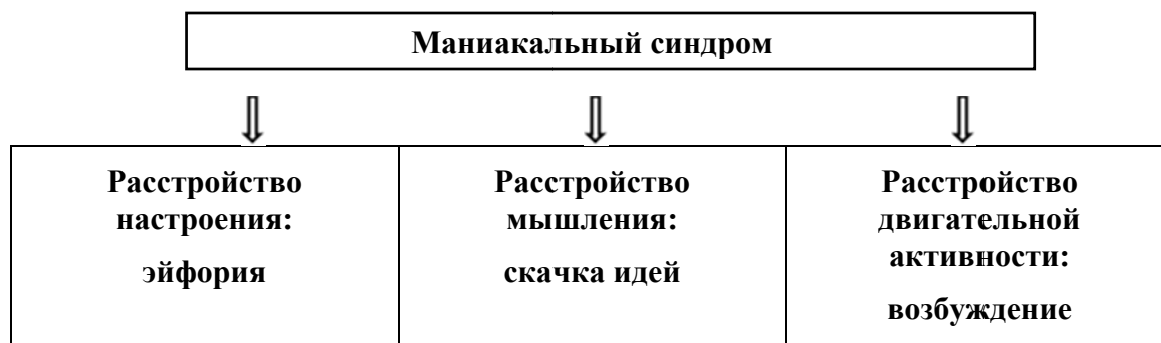 Маниакальный синдром
Расстройство
настроения:
эйфория
Расстройство
мышления:
скачка идей
Расстройство
двигательной
активности:
возбуждение